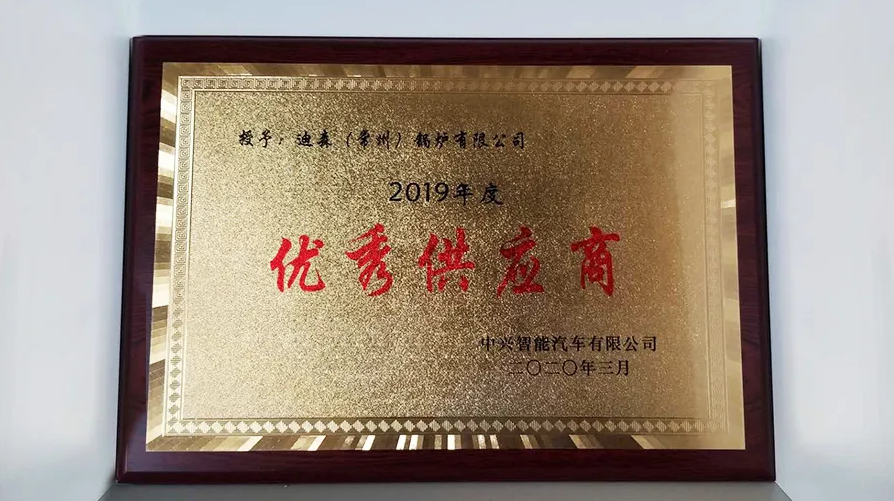 授予：迪森（常州）锅炉有限公司
2019年度
优秀供应商
中兴智能汽车有限公司
二〇二〇年三月